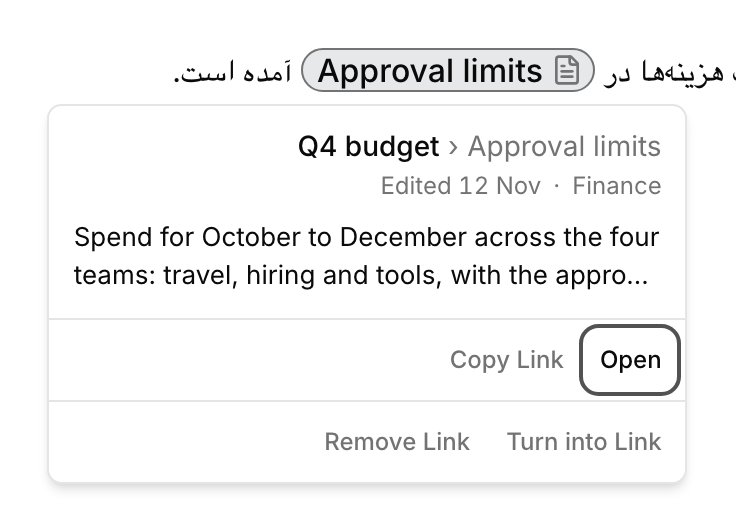 هزینه‌ها در Approval limits آمده است.
Q4 budget › Approval limits
Edited 12 Nov · Finance
Spend for October to December across the four
teams: travel, hiring and tools, with the appro...
Copy Link Open
Remove Link Turn into Link